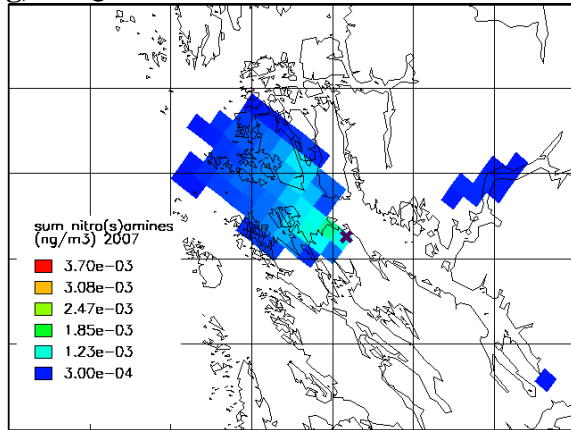 sum nitro(s)amines
(ng/m3) 2007
3.70e-03
3.08e-03
2.47e-03
1.85e-03
1.23e-03
3.00e-04